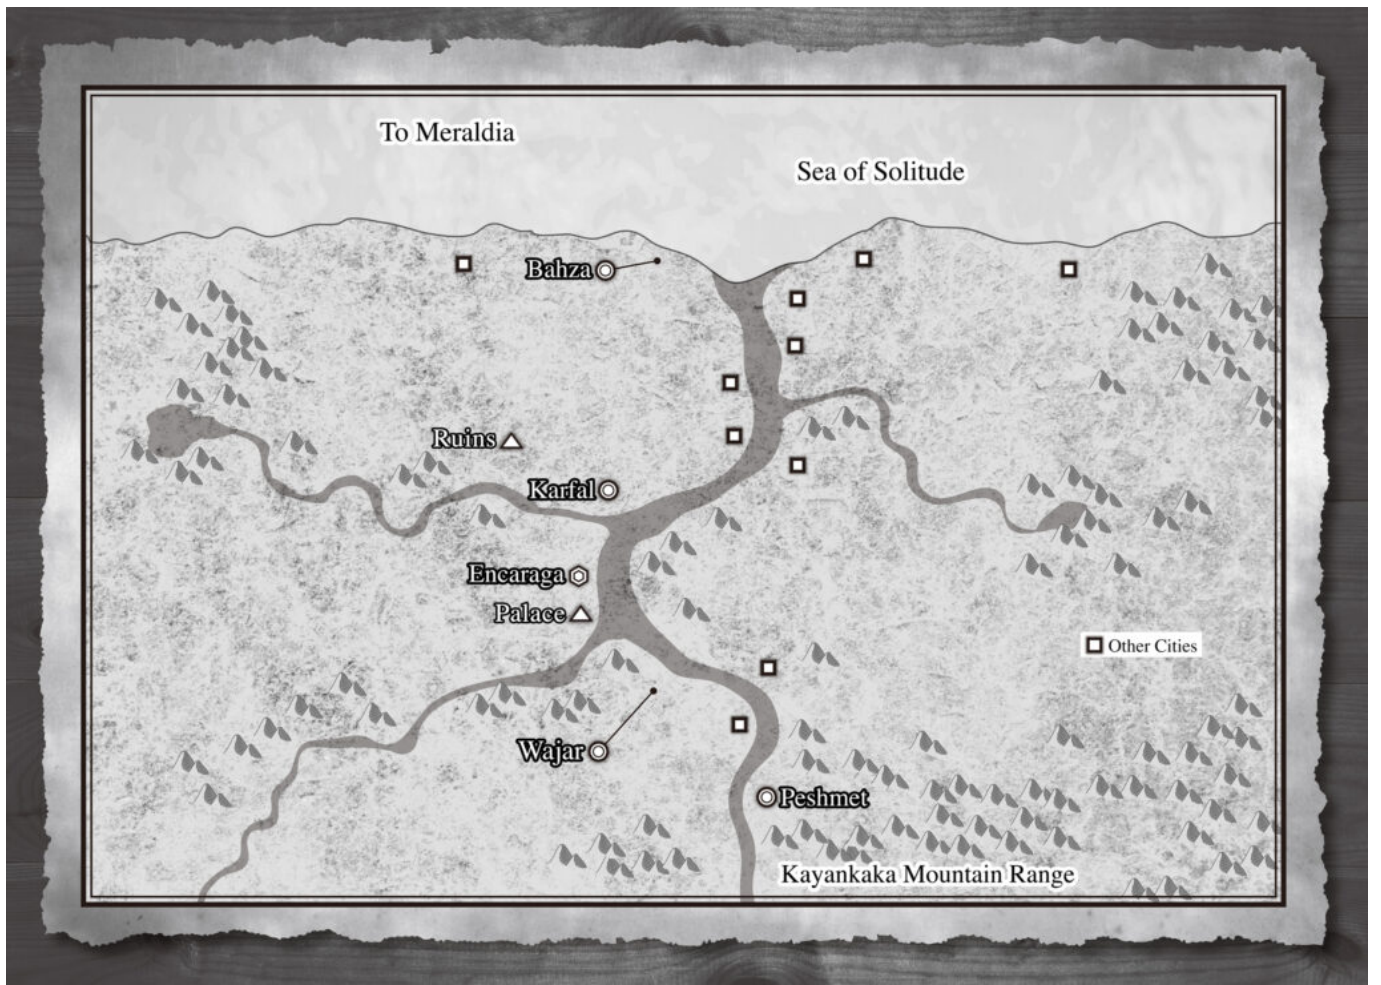 To Meraldia
Sea of Solitude
Bahza
Ruins
Karfal
Encaraga
Palace
Other Cities
Wajar
Peshmet
Kayankaka Mountain Range